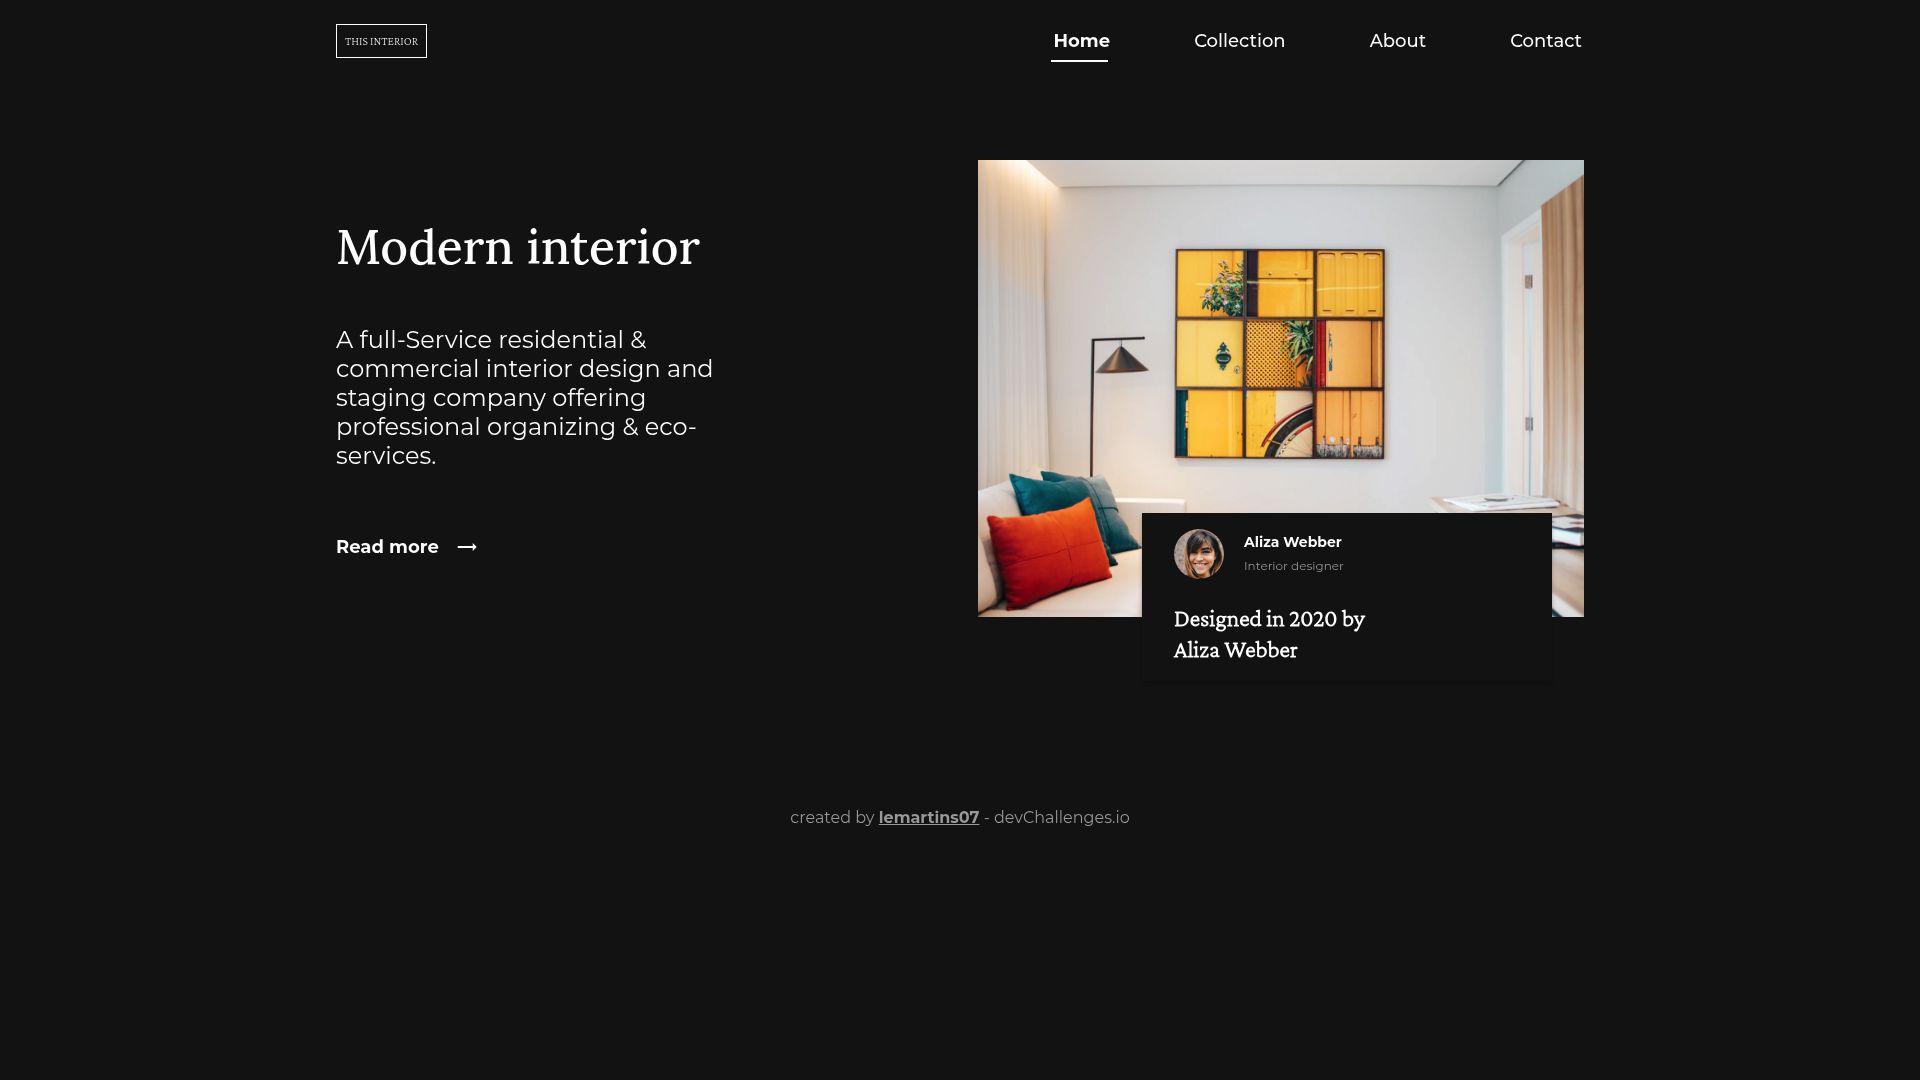 THIS INTERIOR
Home
Collection
About
Contact
Modern interior
A full-Service residential &
commercial interior design and
staging company offering
professional organizing & eco-
services.
Read more
Aliza Webber
Interior designer
Designed in 2020 by
Aliza Webber
created by lemartins07 - devChallenges.io